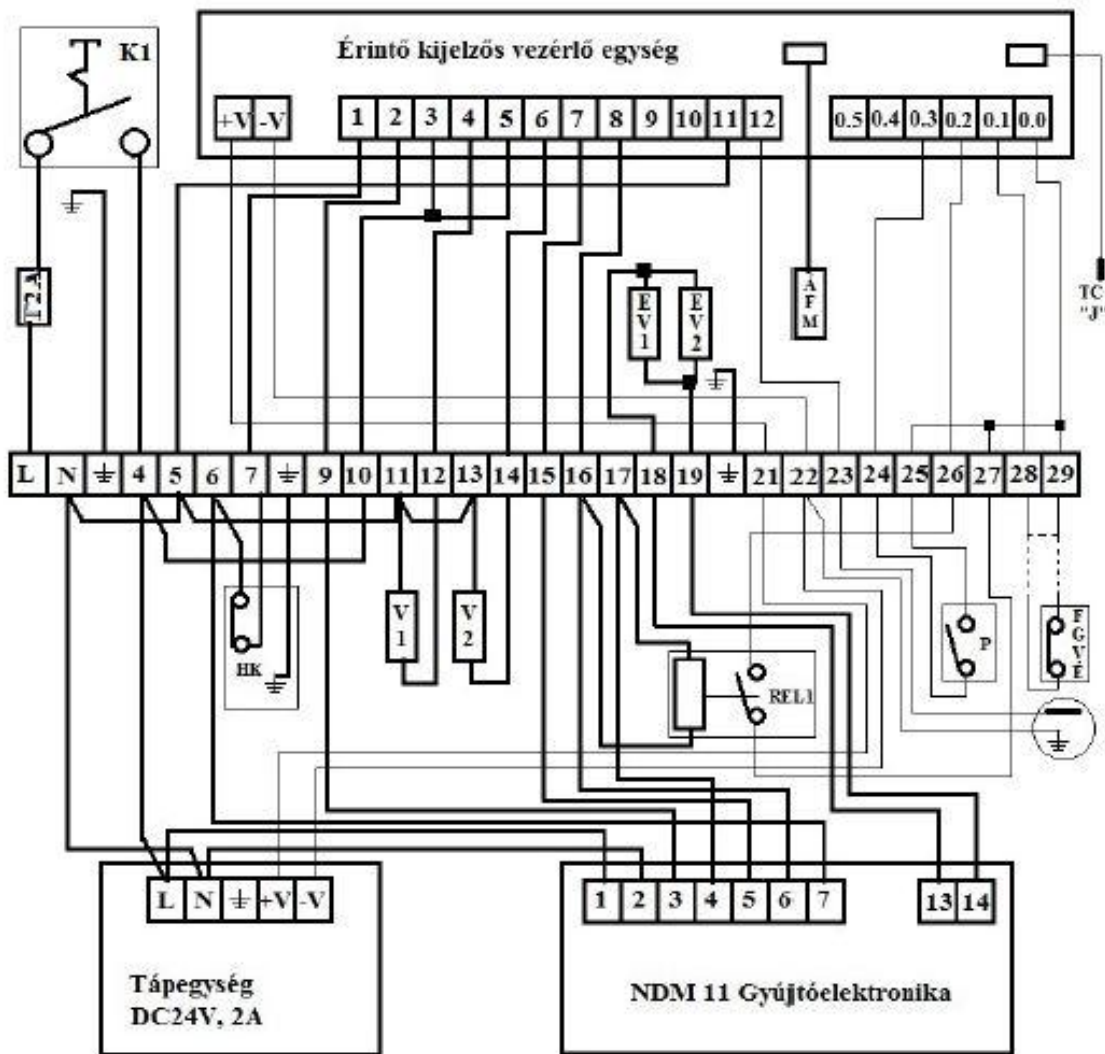 K1
Érintő kijelzős vezérlő egység
+V -V
1 2 3 4 5 6 7 8 9 10 11 12
0.5 0.4 0.3 0.2 0.1 0.0
EV1
EV2
AFM
TC
"J"
L N 4 5 6 7 9 10 11 12 13 14 15 16 17 18 19 21 22 23 24 25 26 27 28 29
HK
V1
V2
REL1
P
L N +V -V
1 2 3 4 5 6 7
13 14
Tápegység
DC24V, 2A
NDM 11 Gyújtóelektronika